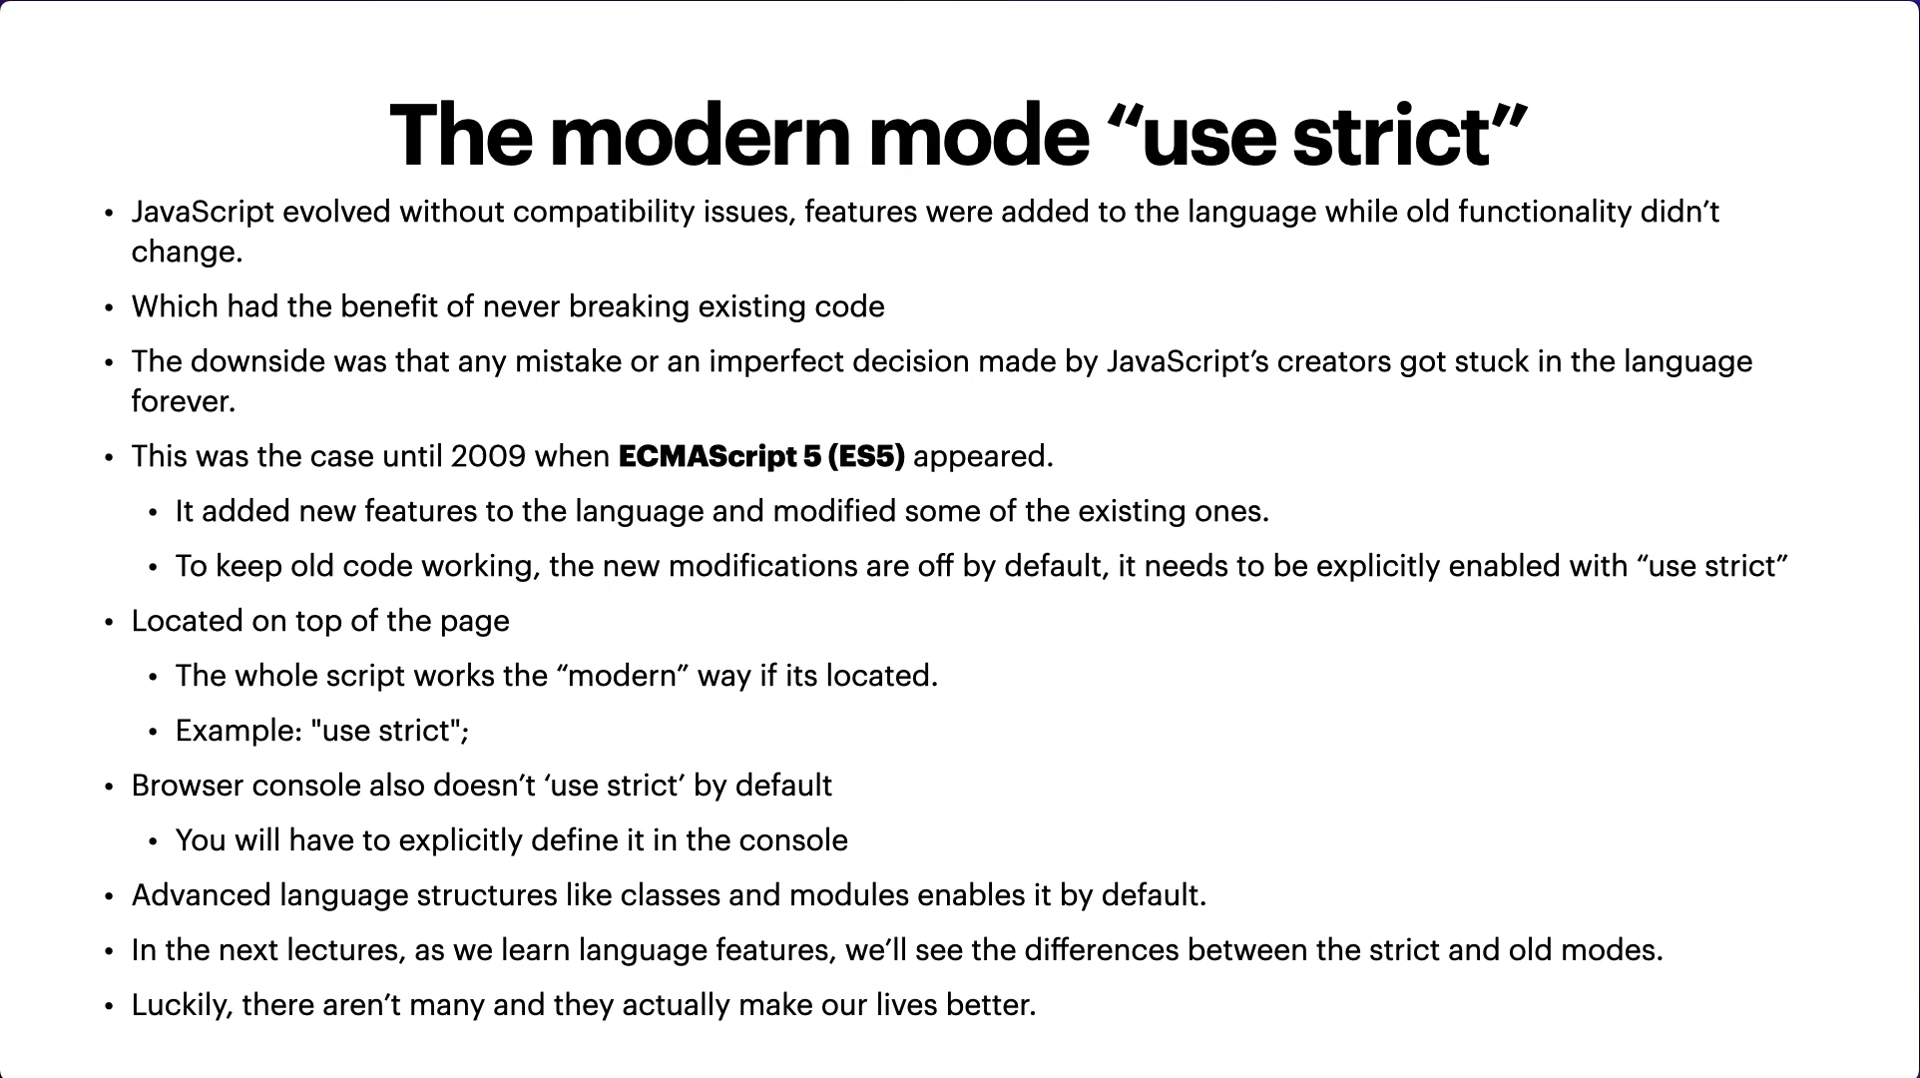 The modern mode “use strict”
• JavaScript evolved without compatibility issues, features were added to the language while old functionality didn’t
change.
• Which had the benefit of never breaking existing code
• The downside was that any mistake or an imperfect decision made by JavaScript’s creators got stuck in the language
forever.
• This was the case until 2009 when ECMAScript 5 (ES5) appeared.
• It added new features to the language and modified some of the existing ones.
• To keep old code working, the new modifications are off by default, it needs to be explicitly enabled with “use strict”
• Located on top of the page
• The whole script works the “modern” way if its located.
• Example: "use strict";
• Browser console also doesn’t ‘use strict’ by default
• You will have to explicitly define it in the console
• Advanced language structures like classes and modules enables it by default.
• In the next lectures, as we learn language features, we’ll see the differences between the strict and old modes.
• Luckily, there aren’t many and they actually make our lives better.